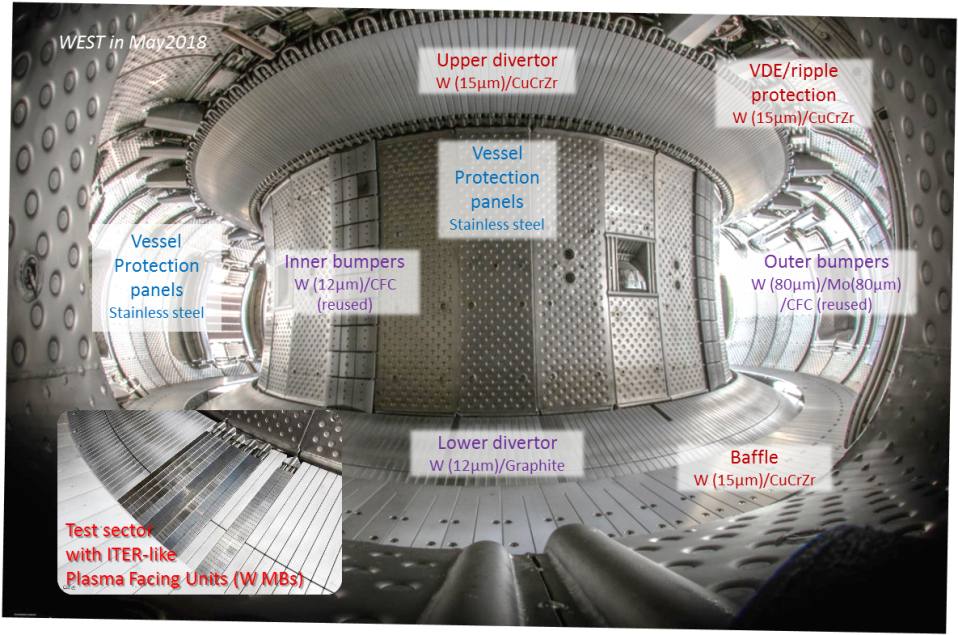 WEST in May2018
Upper divertor
W (15µm)/CuCrZr
VDE/ripple
protection
W (15µm)/CuCrZr
Vessel
Protection
panels
Stainless steel
Vessel
Protection
panels
Stainless steel
Inner bumpers
W (12µm)/CFC
(reused)
Outer bumpers
W (80µm)/Mo(80µm)
/CFC (reused)
Lower divertor
W (12µm)/Graphite
Baffle
W (15µm)/CuCrZr
Test sector
with ITER-like
Plasma Facing Units (W MBs)